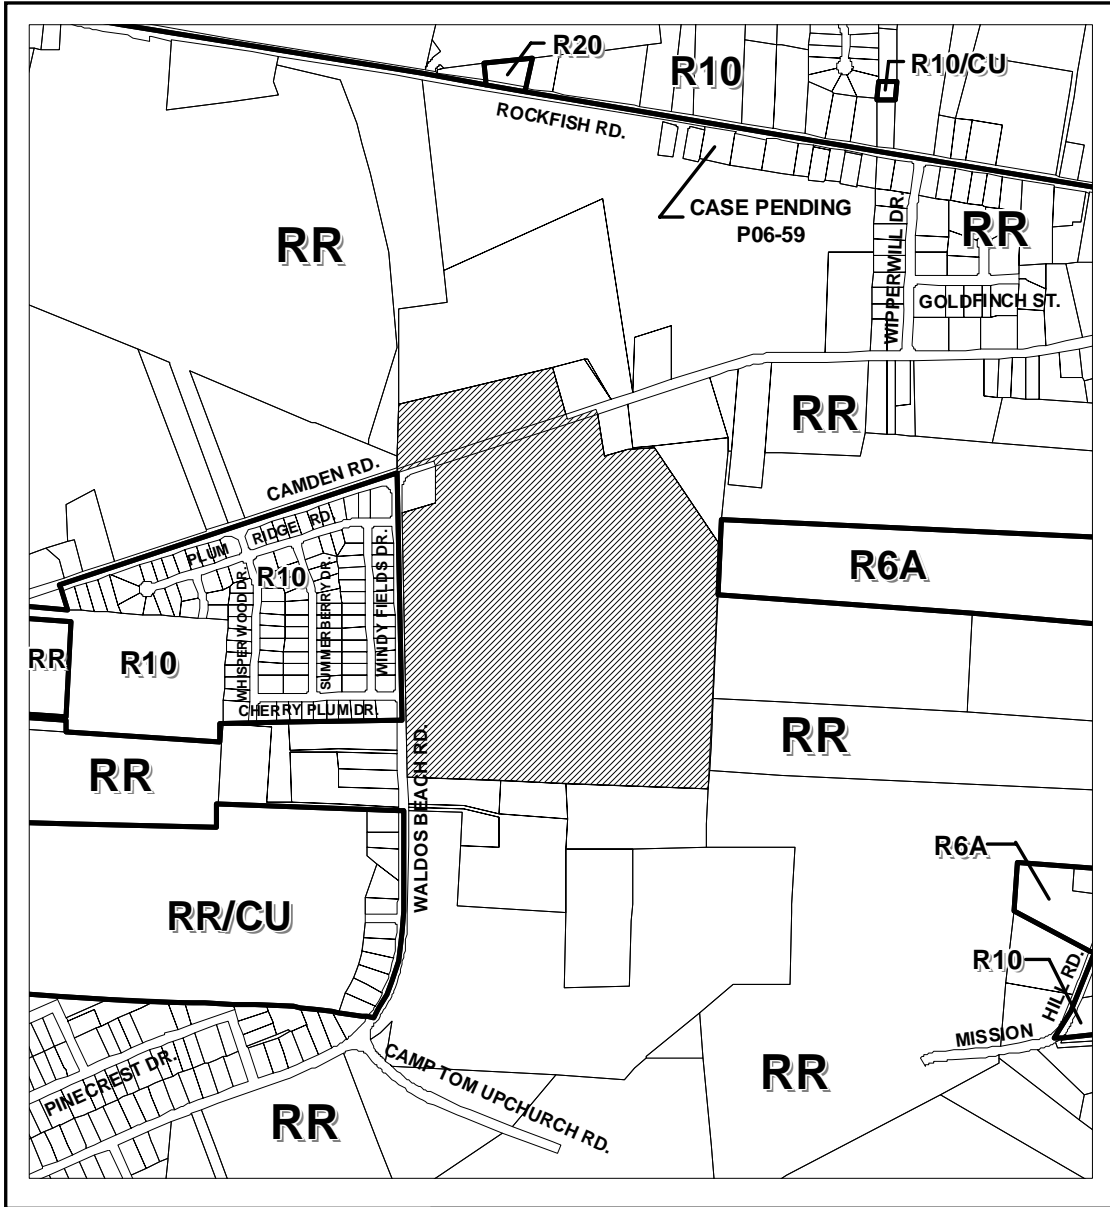 R20
R10
R10/CU
ROCKFISH RD.
CASE PENDING
P06-59
RR
WIPPERWILL DR.
RR
GOLDFINCH ST.
RR
CAMDEN RD.
PLUM RIDGE RD.
R10
WHISPERWOOD DR.
SUMMERBERRY DR.
WINDY FIELDS DR.
R6A
RR
R10
CHERRY PLUM DR.
WALDOS BEACH RD.
RR
RR
R6A
RR/CU
R10
MISSION HILL RD.
PINECREST DR.
CAMP TOM UPCHURCH RD.
RR
RR